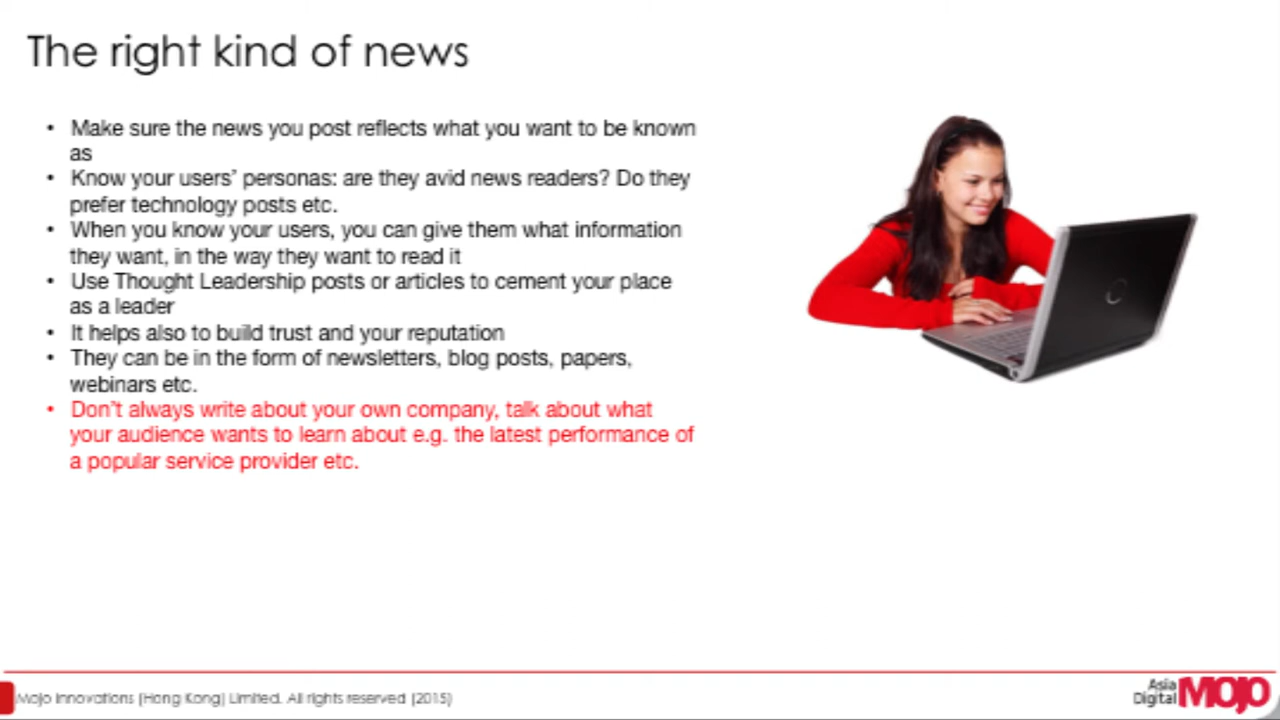 The right kind of news
• Make sure the news you post reflects what you want to be known
as
• Know your users' personas: are they avid news readers? Do they
prefer technology posts etc.
• When you know your users, you can give them what information
they want, in the way they want to read it
• Use Thought Leadership posts or articles to cement your place
as a leader
• It helps also to build trust and your reputation
• They can be in the form of newsletters, blog posts, papers,
webinars etc.
• Don't always write about your own company, talk about what
your audience wants to learn about e.g. the latest performance of
a popular service provider etc.
Mojo Innovations (Hong Kong) Limited. All rights reserved (2015)
Asia
Digital MOJO